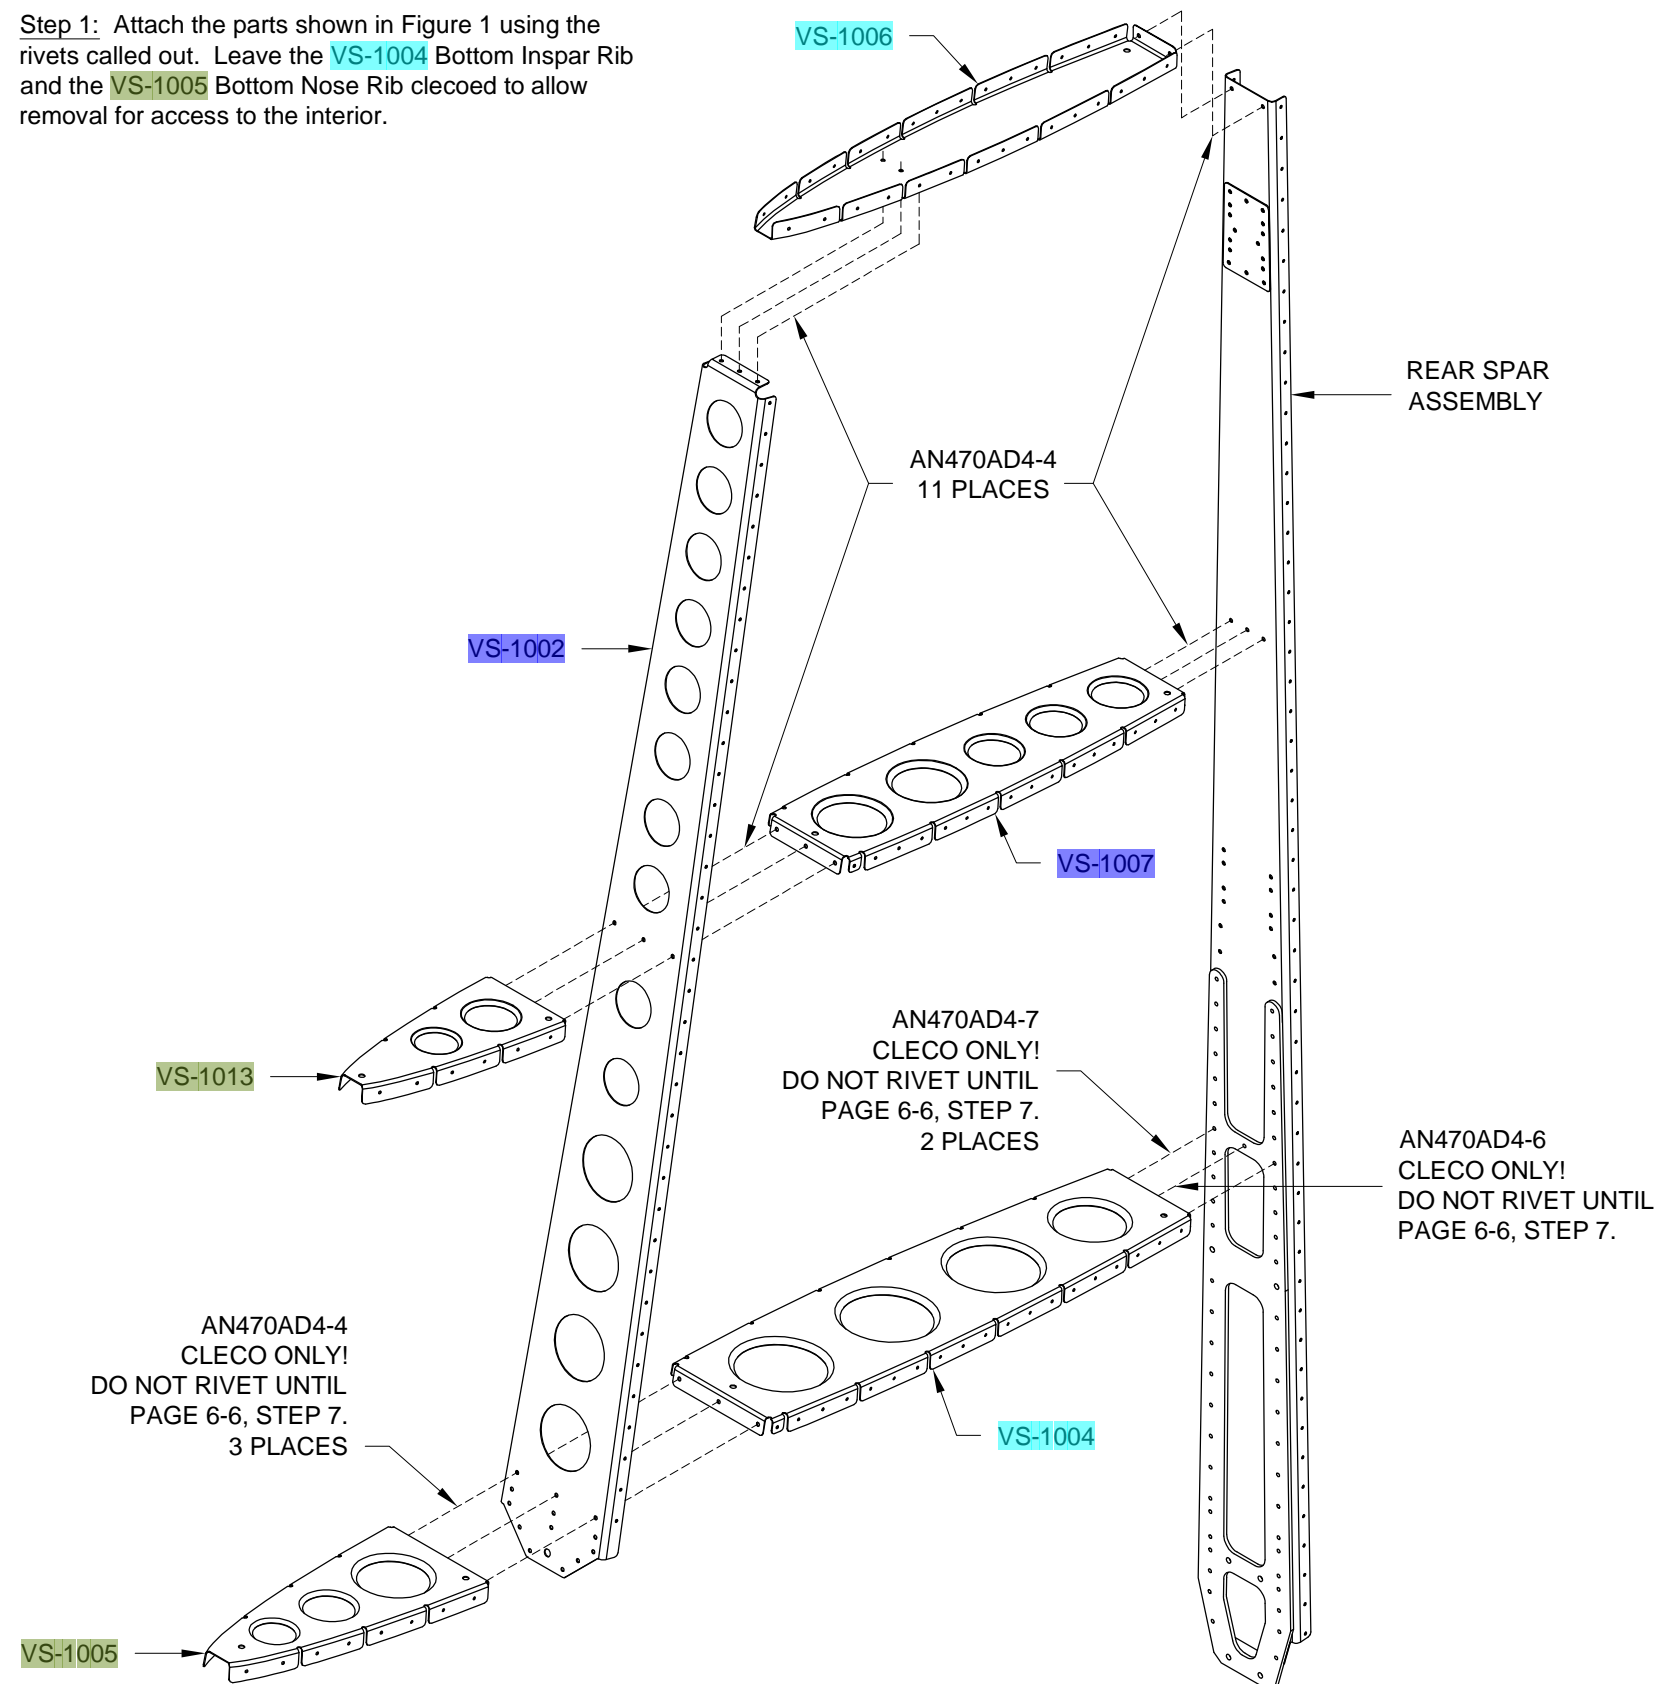 Step 1: Attach the parts shown in Figure 1 using the
rivets called out. Leave the VS-1004 Bottom Inspar Rib
and the VS-1005 Bottom Nose Rib clecoed to allow
removal for access to the interior.
VS-1006
REAR SPAR
ASSEMBLY
AN470AD4-4
11 PLACES
VS-1002
VS-1007
AN470AD4-7
CLECO ONLY!
DO NOT RIVET UNTIL
PAGE 6-6, STEP 7.
2 PLACES
VS-1013
AN470AD4-6
CLECO ONLY!
DO NOT RIVET UNTIL
PAGE 6-6, STEP 7.
AN470AD4-4
CLECO ONLY!
DO NOT RIVET UNTIL
PAGE 6-6, STEP 7.
3 PLACES
VS-1004
VS-1005